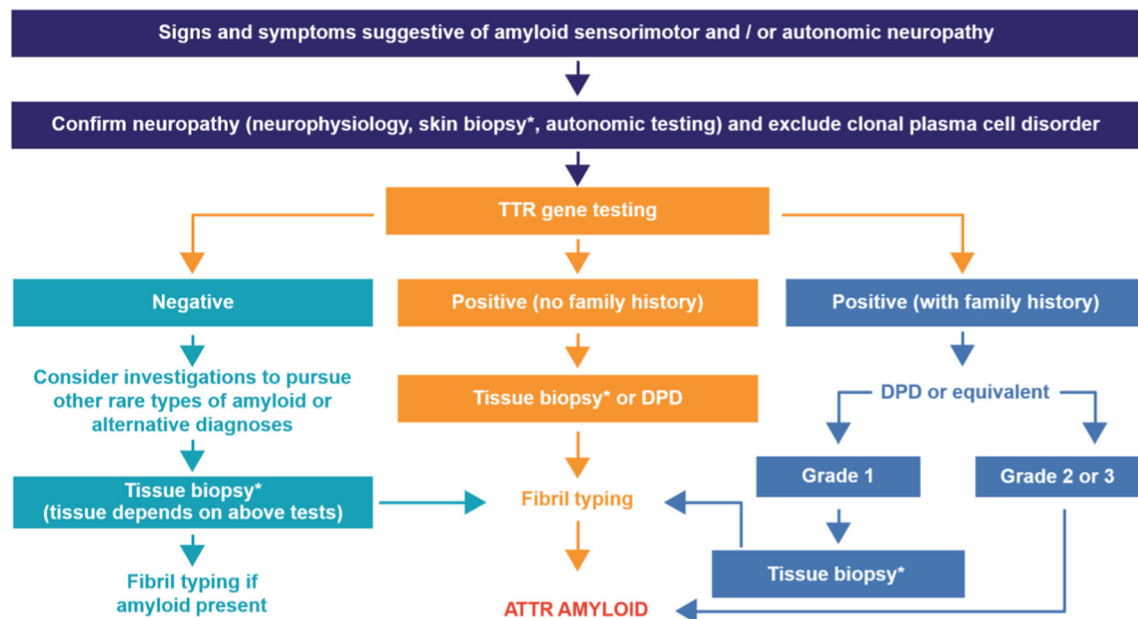 Signs and symptoms suggestive of amyloid sensorimotor and / or autonomic neuropathy
Confirm neuropathy (neurophysiology, skin biopsy*, autonomic testing) and exclude clonal plasma cell disorder
TTR gene testing
Negative
Positive (no family history)
Positive (with family history)
Consider investigations to pursue
other rare types of amyloid or
alternative diagnoses
Tissue biopsy* or DPD
DPD or equivalent
Tissue biopsy*
(tissue depends on above tests)
Fibril typing
Grade 1
Grade 2 or 3
Fibril typing if
amyloid present
Tissue biopsy*
ATTR AMYLOID